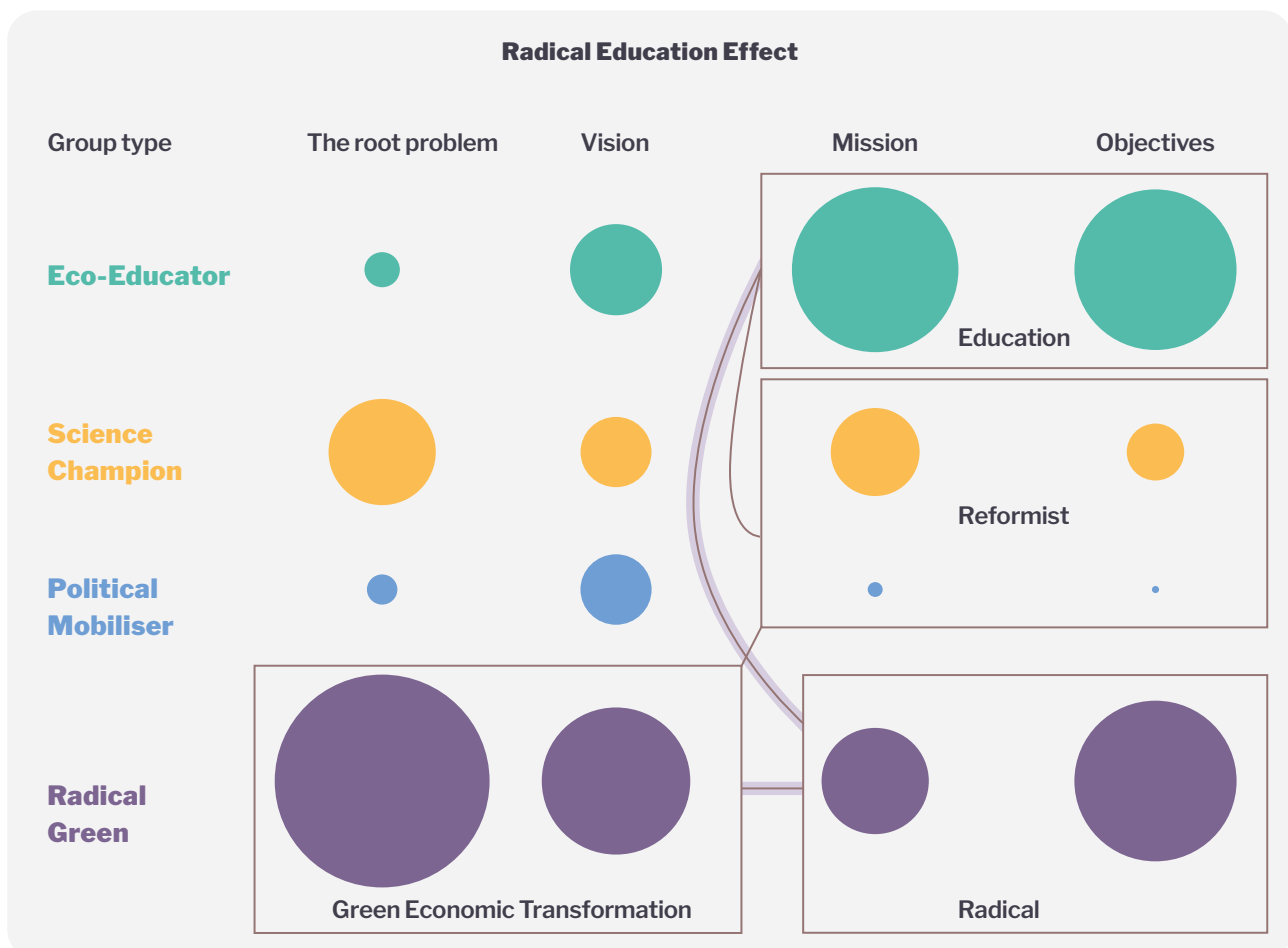 Radical Education Effect
Group type
The root problem
Vision
Mission
Objectives
Eco-Educator
Education
Science
Champion
Reformist
Political
Mobiliser
Radical
Green
Green Economic Transformation
Radical